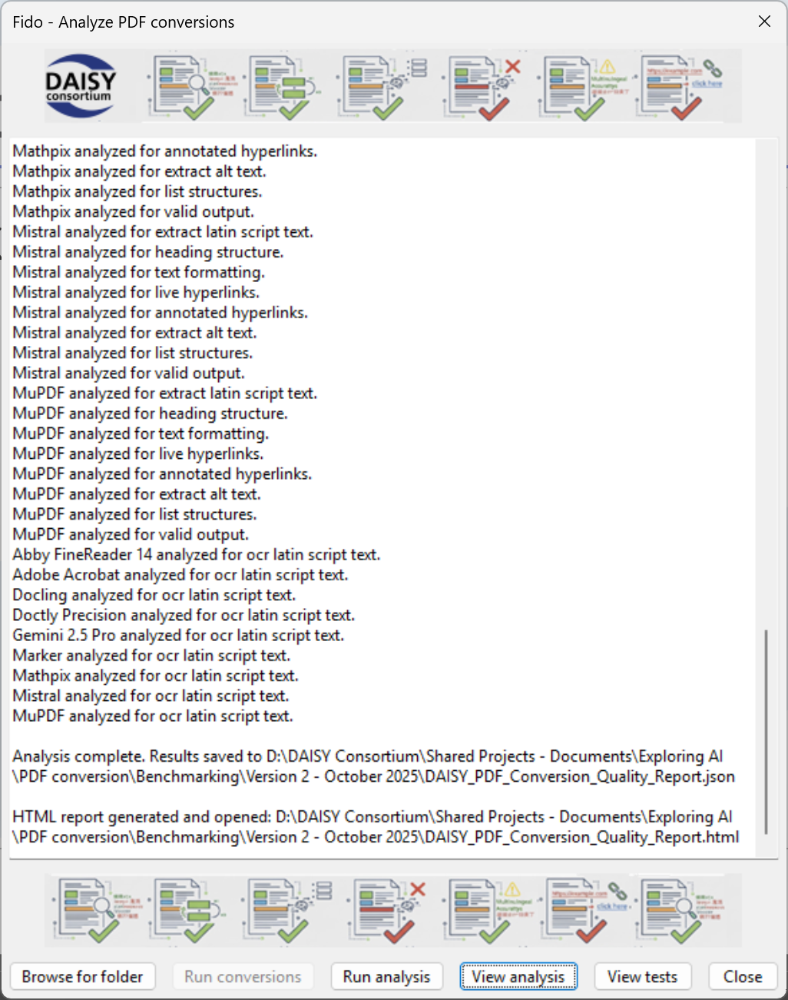 Fido - Analyze PDF conversions
DAISY
consortium
https://example.com
click here
Mathpix analyzed for annotated hyperlinks.
Mathpix analyzed for extract alt text.
Mathpix analyzed for list structures.
Mathpix analyzed for valid output.
Mistral analyzed for extract latin script text.
Mistral analyzed for heading structure.
Mistral analyzed for text formatting.
Mistral analyzed for live hyperlinks.
Mistral analyzed for annotated hyperlinks.
Mistral analyzed for extract alt text.
Mistral analyzed for list structures.
Mistral analyzed for valid output.
MuPDF analyzed for extract latin script text.
MuPDF analyzed for heading structure.
MuPDF analyzed for text formatting.
MuPDF analyzed for live hyperlinks.
MuPDF analyzed for annotated hyperlinks.
MuPDF analyzed for extract alt text.
MuPDF analyzed for list structures.
MuPDF analyzed for valid output.
Abby FineReader 14 analyzed for ocr latin script text.
Adobe Acrobat analyzed for ocr latin script text.
Docling analyzed for ocr latin script text.
Doctly Precision analyzed for ocr latin script text.
Gemini 2.5 Pro analyzed for ocr latin script text.
Marker analyzed for ocr latin script text.
Mathpix analyzed for ocr latin script text.
Mistral analyzed for ocr latin script text.
MuPDF analyzed for ocr latin script text.
Analysis complete. Results saved to D:\DAISY Consortium\Shared Projects - Documents\Exploring AI
\PDF conversion\Benchmarking\Version 2 - October 2025\DAISY_PDF_Conversion_Quality_Report.json
HTML report generated and opened: D:\DAISY Consortium\Shared Projects - Documents\Exploring AI
\PDF conversion\Benchmarking\Version 2 - October 2025\DAISY_PDF_Conversion_Quality_Report.html
https://example.com
click here
Browse for folder
Run conversions
Run analysis
View analysis
View tests
Close